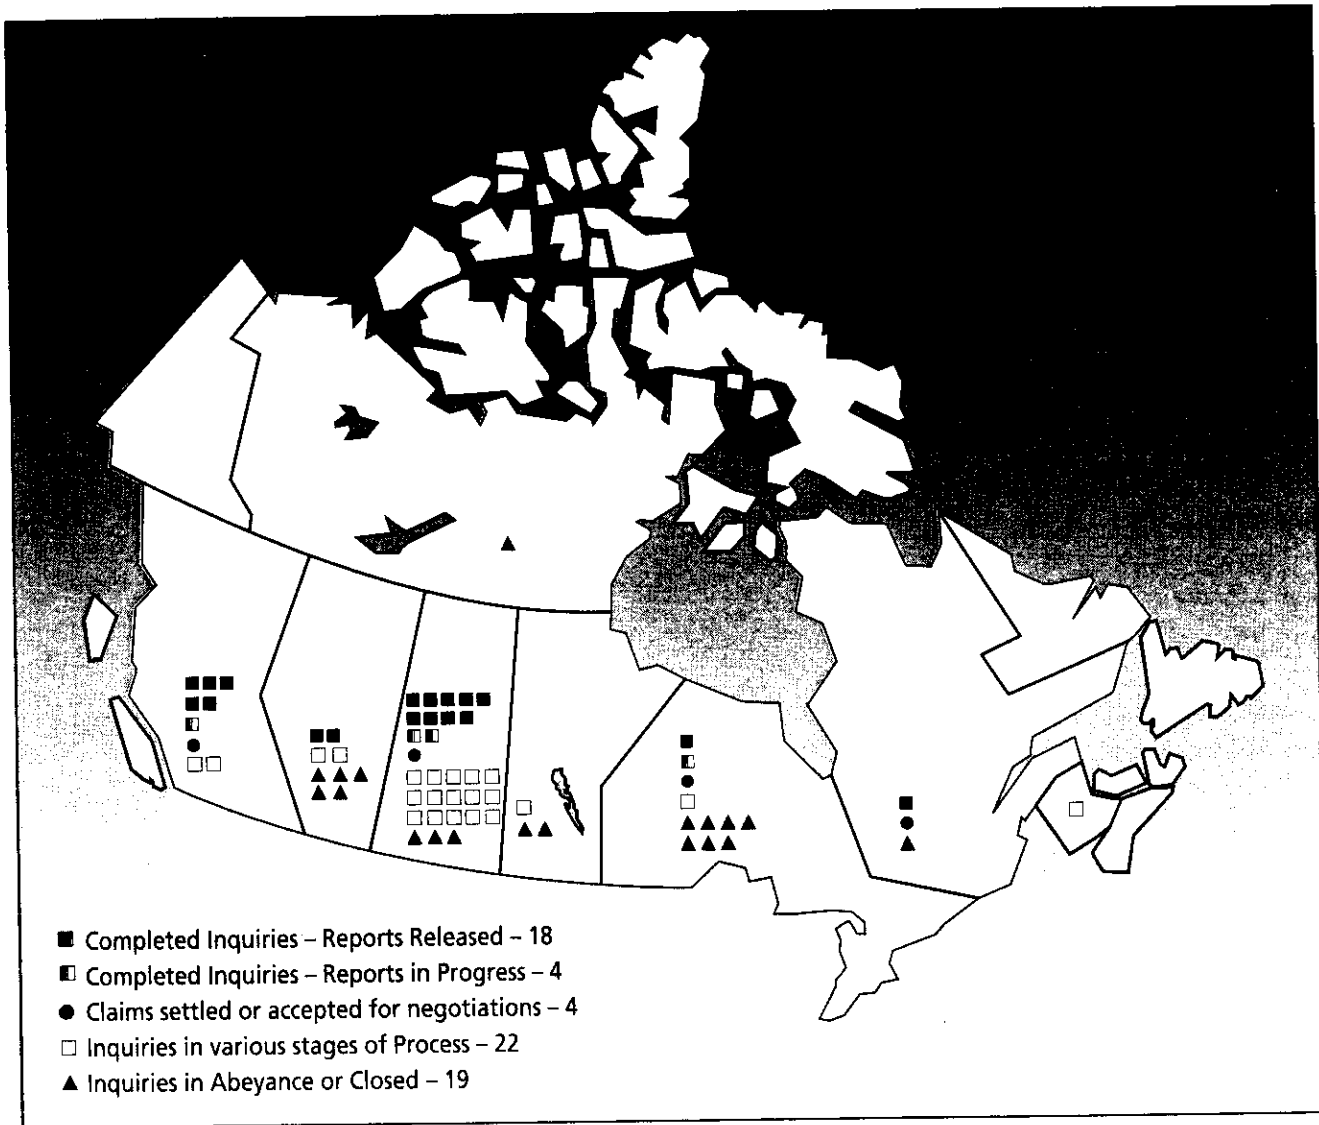 Completed Inquiries – Reports Released – 18
Completed Inquiries – Reports in Progress – 4
Claims settled or accepted for negotiations – 4
Inquiries in various stages of Process – 22
Inquiries in Abeyance or Closed – 19